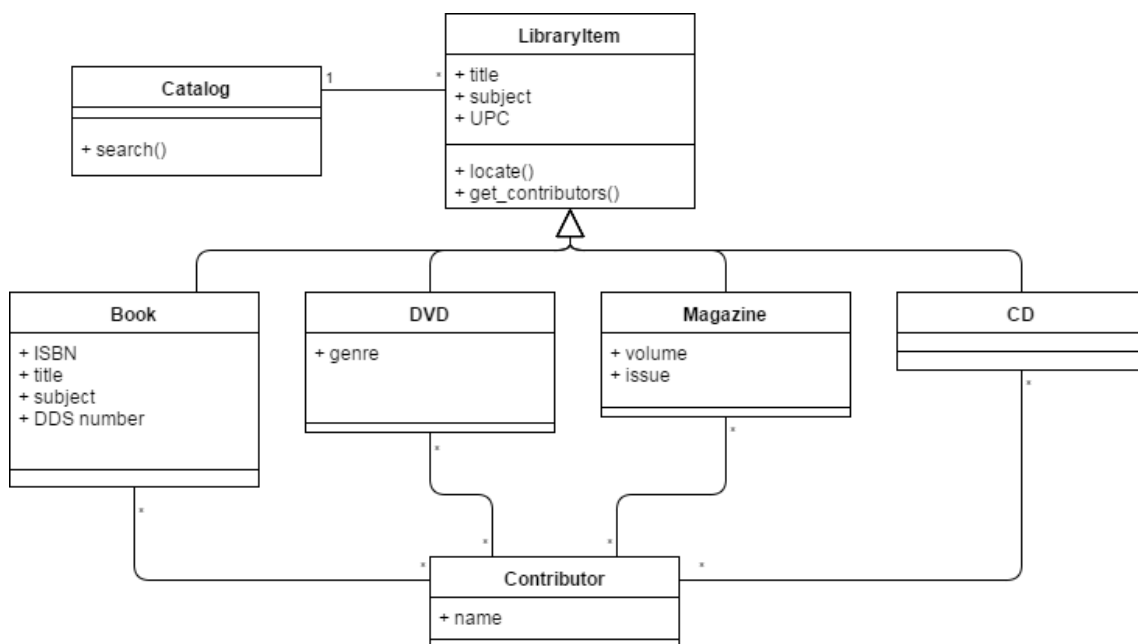 LibraryItem
+ title
+ subject
+ UPC
+ locate()
+ get_contributors()
Catalog
+ search()
1
*
Book
+ ISBN
+ title
+ subject
+ DDS number
DVD
+ genre
Magazine
+ volume
+ issue
CD
*
*
*
*
*
*
*
*
Contributor
+ name